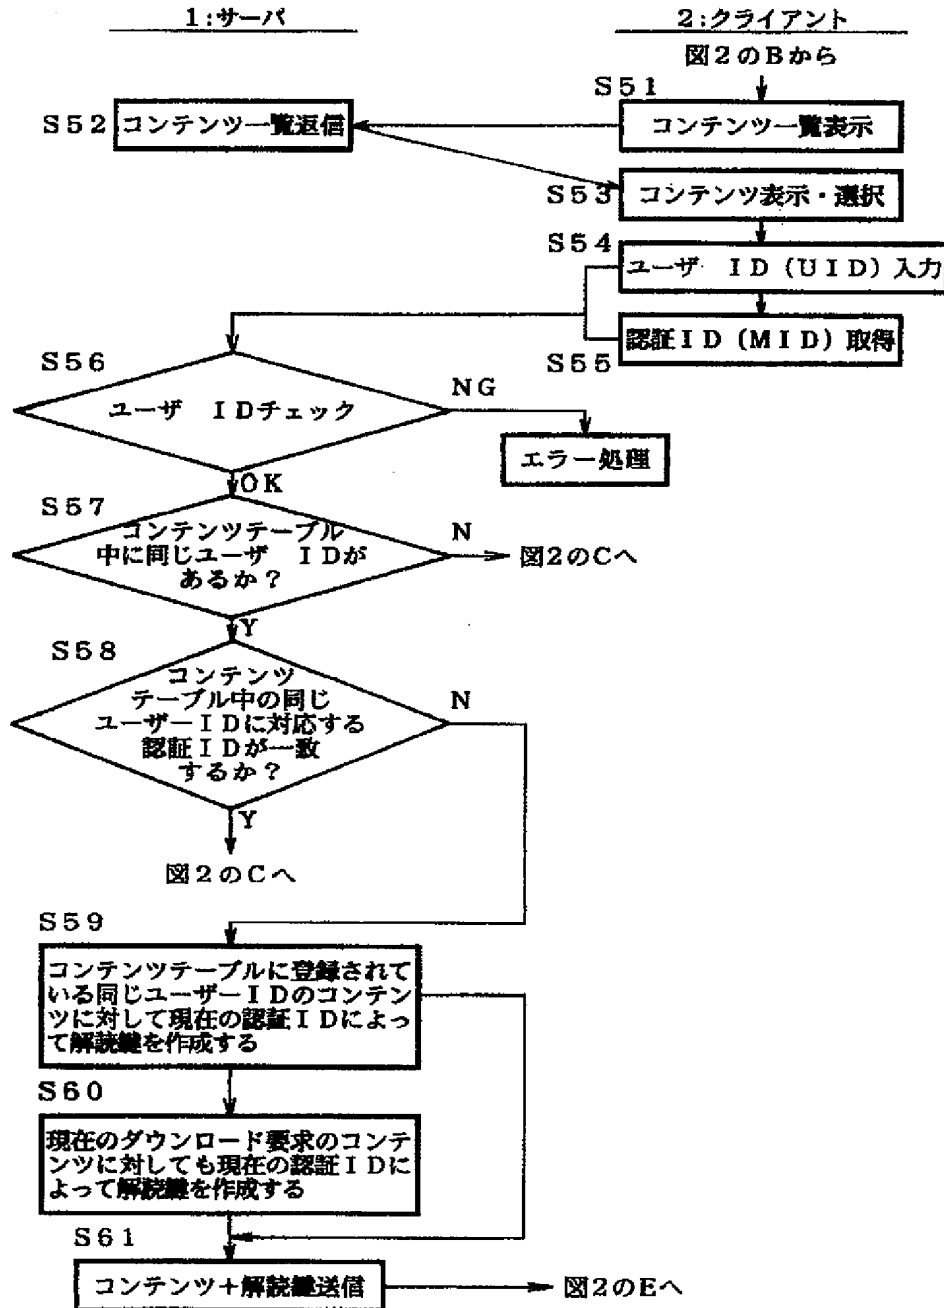 1:サーバ
2:クライアント
図2のBから
S51
コンテンツ一覧表示
S52
コンテンツ一覧返信
S53
コンテンツ表示・選択
S54
ユーザ ID(UID)入力
S55
認証ID(MID)取得
S56
ユーザ IDチェック
NG
エラー処理
OK
S57
コンテンツテーブル
中に同じユーザ IDが
あるか?
N
図2のCへ
Y
S58
コンテンツ
テーブル中の同じ
ユーザーIDに対応する
認証IDが一致
するか?
N
Y
図2のCへ
S59
コンテンツテーブルに登録されて
いる同じユーザーIDのコンテン
ツに対して現在の認証IDによっ
て解読鍵を作成する
S60
現在のダウンロード要求のコンテ
ンツに対しても現在の認証IDに
よって解読鍵を作成する
S61
コンテンツ+解読鍵送信
図2のEへ